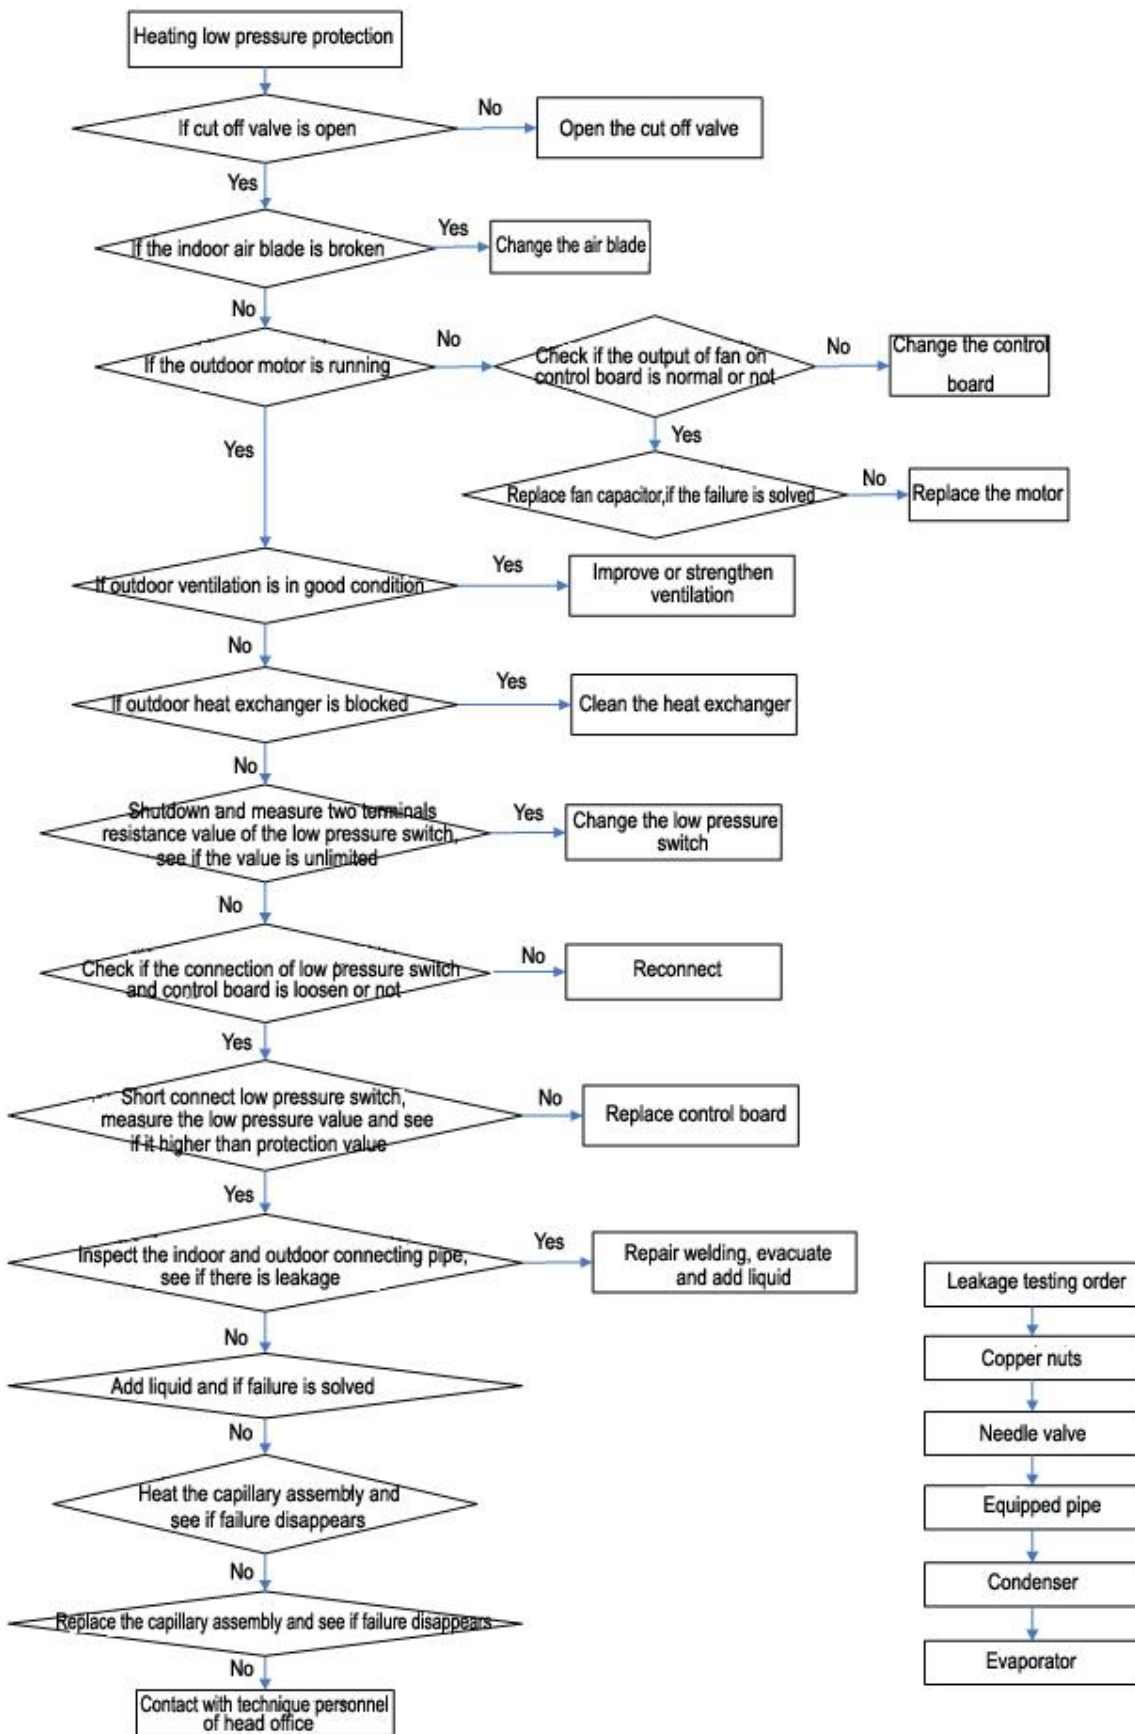 Heating low pressure protection
If cut off valve is open
No
Open the cut off valve
Yes
If the indoor air blade is broken
Yes
Change the air blade
No
If the outdoor motor is running
No
Check if the output of fan on
control board is normal or not
No
Change the control
board
Yes
Yes
Replace fan capacitor,if the failure is solved
No
Replace the motor
If outdoor ventilation is in good condition
Yes
Improve or strengthen
ventilation
No
If outdoor heat exchanger is blocked
Yes
Clean the heat exchanger
No
Shutdown and measure two terminals
resistance value of the low pressure switch,
see if the value is unlimited
Yes
Change the low pressure
switch
No
Check if the connection of low pressure switch
and control board is loosen or not
No
Reconnect
Yes
Short connect low pressure switch,
measure the low pressure value and see
if it higher than protection value
No
Replace control board
Yes
Inspect the indoor and outdoor connecting pipe,
see if there is leakage
Yes
Repair welding, evacuate
and add liquid
No
Add liquid and if failure is solved
No
Heat the capillary assembly and
see if failure disappears
No
Replace the capillary assembly and see if failure disappears
No
Contact with technique personnel
of head office
Leakage testing order
Copper nuts
Needle valve
Equipped pipe
Condenser
Evaporator